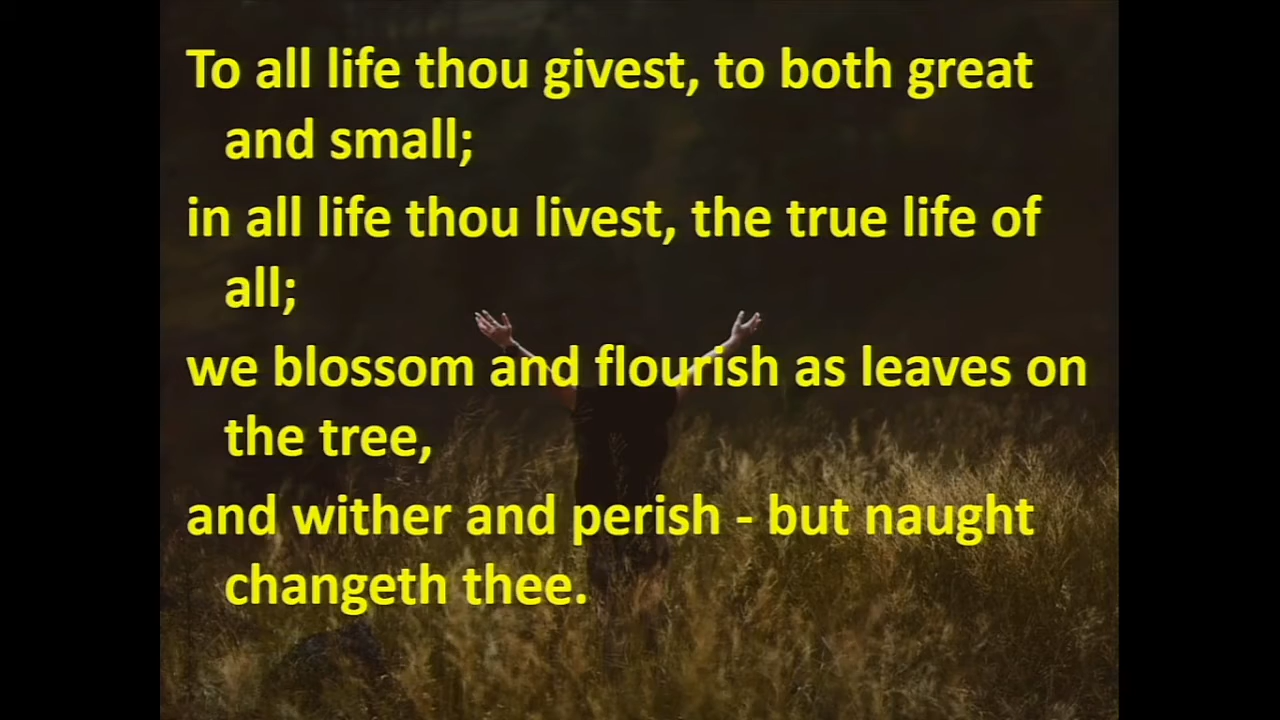 To all life thou givest, to both great
and small;
in all life thou livest, the true life of
all;
we blossom and flourish as leaves on
the tree,
and wither and perish - but naught
changeth thee.